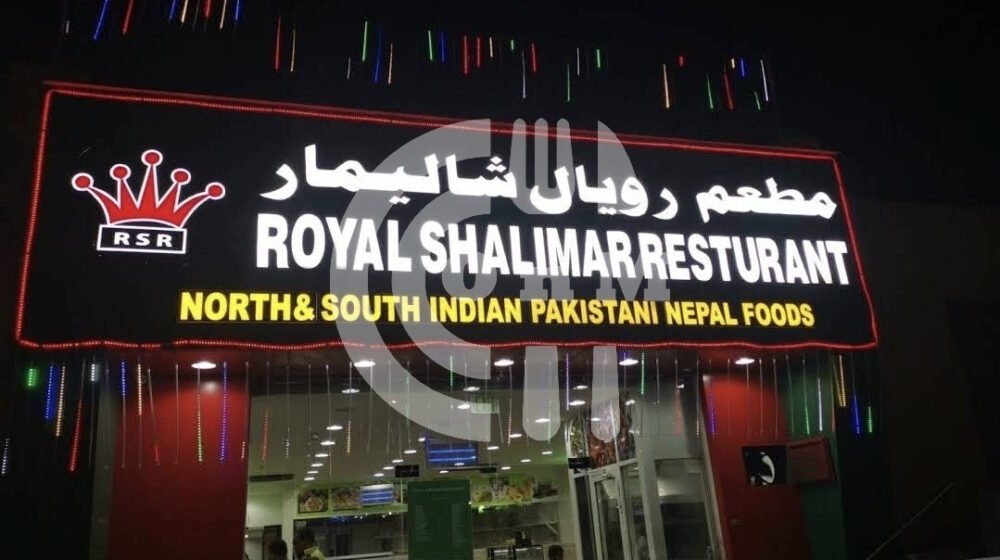 مطعم رويال شاليمار
RSR
ROYAL SHALIMAR RESTURANT
NORTH & SOUTH INDIAN PAKISTANI NEPAL FOODS